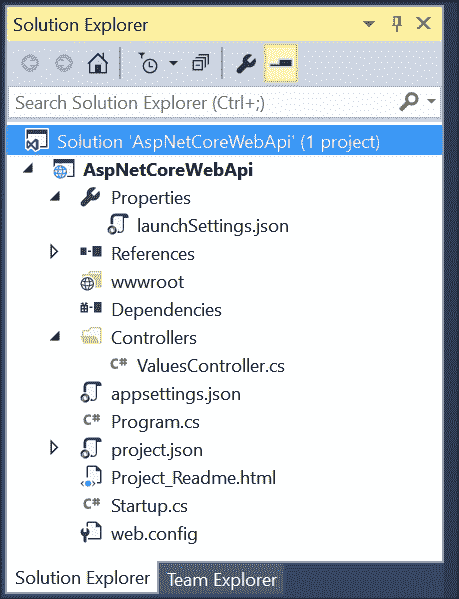 Solution Explorer
Search Solution Explorer (Ctrl+;)
Solution 'AspNetCoreWebApi' (1 project)
AspNetCoreWebApi
Properties
launchSettings.json
References
wwwroot
Dependencies
Controllers
C# ValuesController.cs
appsettings.json
C# Program.cs
project.json
Project_Readme.html
C# Startup.cs
web.config
Solution Explorer Team Explorer